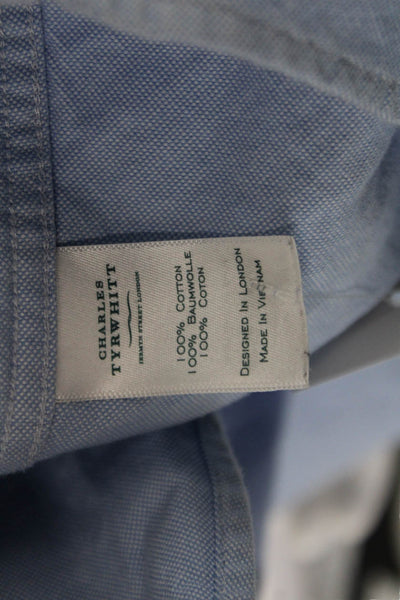 CHARLES
TYRWHITT
JERMYN STREET LONDON
100% COTTON
100% BAUMWOLLE
100% COTON
DESIGNED IN LONDON
MADE IN VIETNAM